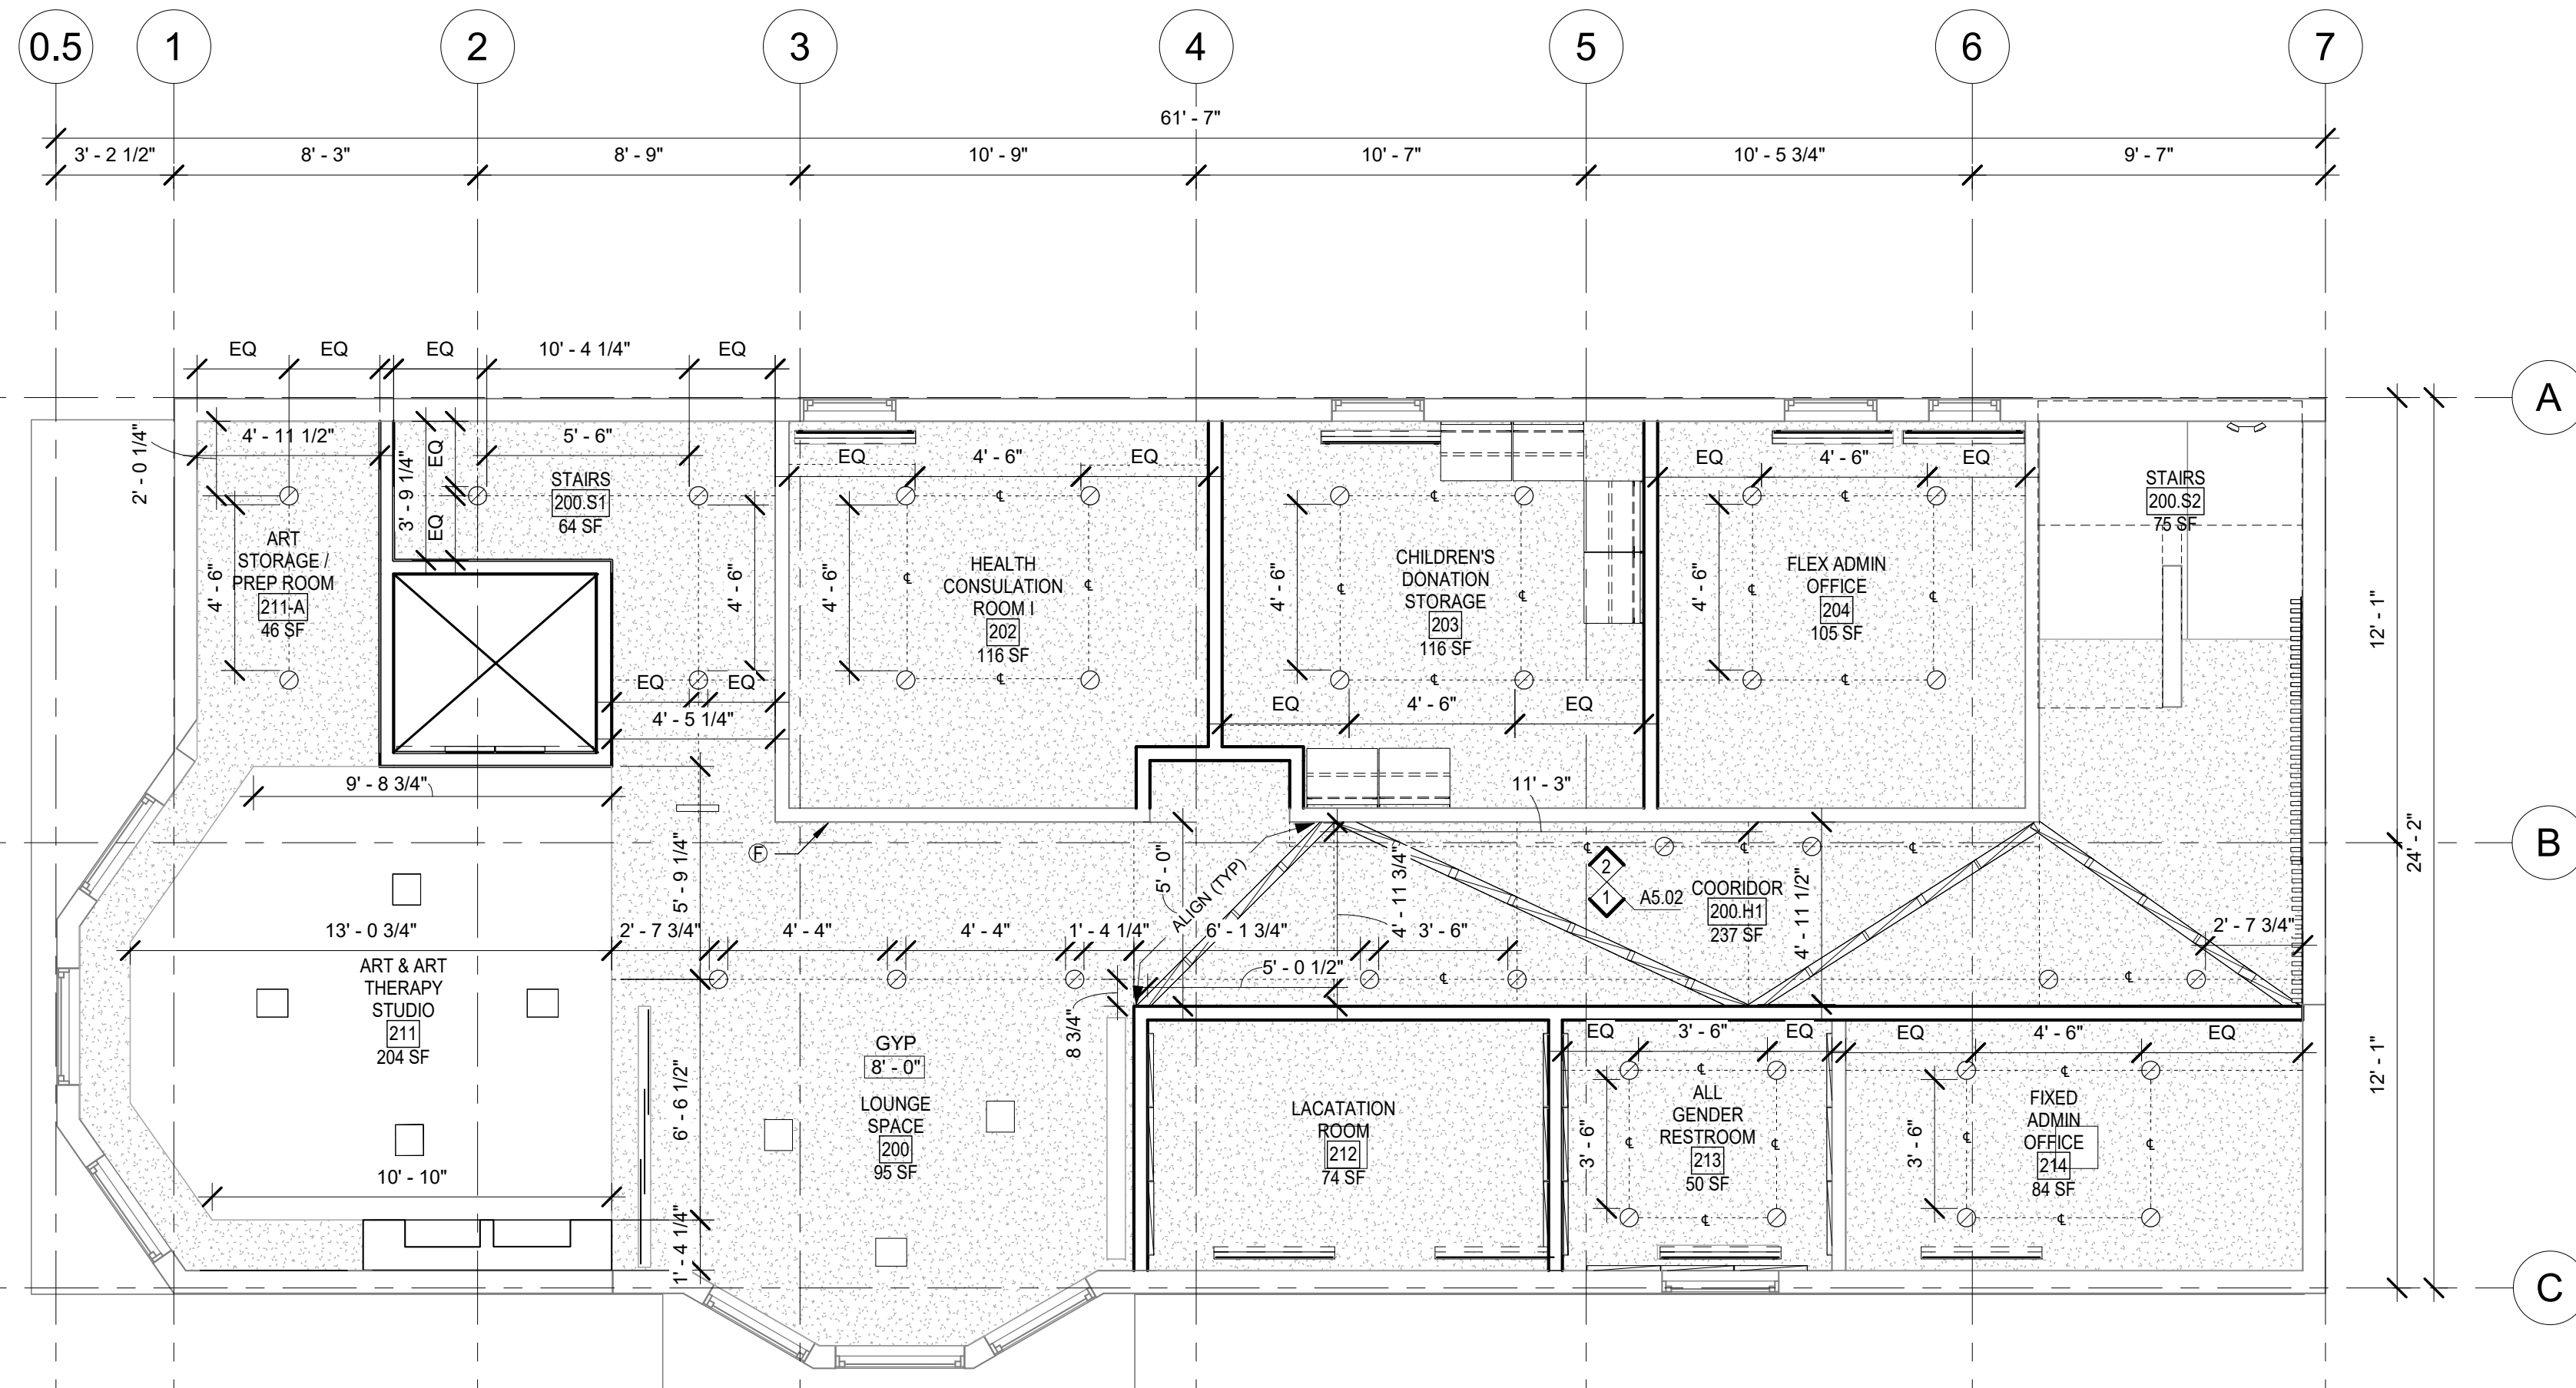 0.5 1 2 3 4 5 6 7
61' - 7"
3' - 2 1/2" 8' - 3" 8' - 9" 10' - 9" 10' - 7" 10' - 5 3/4" 9' - 7"
EQ EQ EQ 10' - 4 1/4" EQ
A
2' - 0 1/4"
4' - 11 1/2"
3' - 9 1/4"
EQ
EQ
5' - 6"
EQ 4' - 6" EQ
EQ 4' - 6" EQ
STAIRS
200.S1
64 SF
STAIRS
200.S2
75 SF
℄ ℄ ℄
ART
STORAGE /
PREP ROOM
211-A
46 SF
4' - 6"
4' - 6"
4' - 6"
℄
HEALTH
CONSULATION
ROOM I
202
116 SF
℄
4' - 6"
℄
CHILDREN'S
DONATION
STORAGE
203
116 SF
℄
4' - 6"
℄
FLEX ADMIN
OFFICE
204
105 SF
℄
12' - 1"
℄ ℄ ℄
EQ EQ
4' - 5 1/4"
EQ 4' - 6" EQ
9' - 8 3/4"
11' - 3"
F
B
24' - 2"
℄ ℄ ℄
5' - 9 1/4"
5' - 0"
ALIGN (TYP)
4' - 11 3/4"
2
1
A5.02
COORIDOR
200.H1
237 SF
4' - 11 1/2"
13' - 0 3/4" 2' - 7 3/4" 4' - 4" 4' - 4" 1' - 4 1/4" 6' - 1 3/4" 3' - 6" 2' - 7 3/4"
5' - 0 1/2"
℄ ℄
ART & ART
THERAPY
STUDIO
211
204 SF
8 3/4"
GYP
8' - 0"
LOUNGE
SPACE
200
95 SF
6' - 6 1/2"
EQ 3' - 6" EQ EQ 4' - 6" EQ
℄ ℄
LACATATION
ROOM
212
74 SF
3' - 6"
℄
ALL
GENDER
RESTROOM
213
50 SF
℄
3' - 6"
℄
FIXED
ADMIN
OFFICE
214
84 SF
℄
12' - 1"
℄ ℄
10' - 10"
1' - 4 1/4"
C